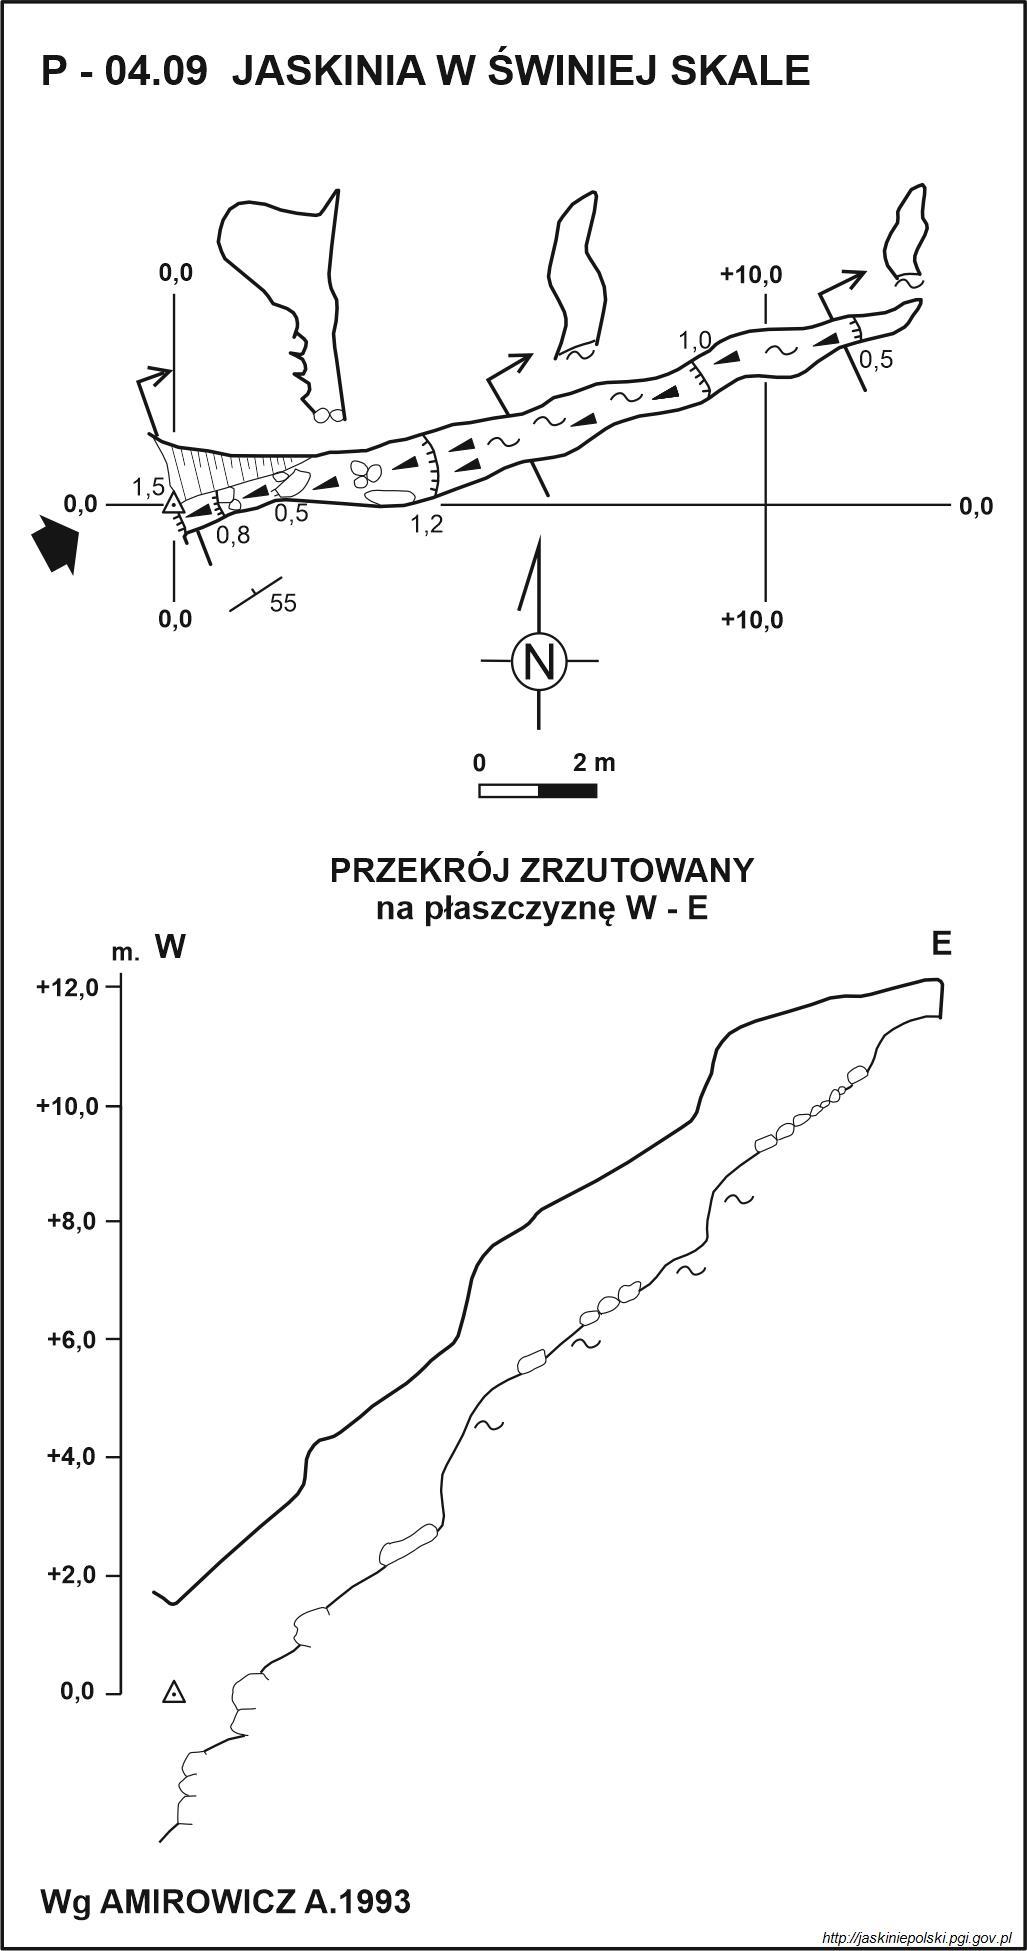 P - 04.09 JASKINIA W ŚWINIEJ SKALE
0,0
+10,0
1,0
0,5
1,5
0,0
0,8
0,5
1,2
0,0
0,0
55
+10,0
N
0
2 m
PRZEKRÓJ ZRZUTOWANY
na płaszczyznę W - E
m.
W
E
+12,0
+10,0
+8,0
+6,0
+4,0
+2,0
0,0
Wg AMIROWICZ A.1993
http://jaskiniepolski.pgi.gov.pl